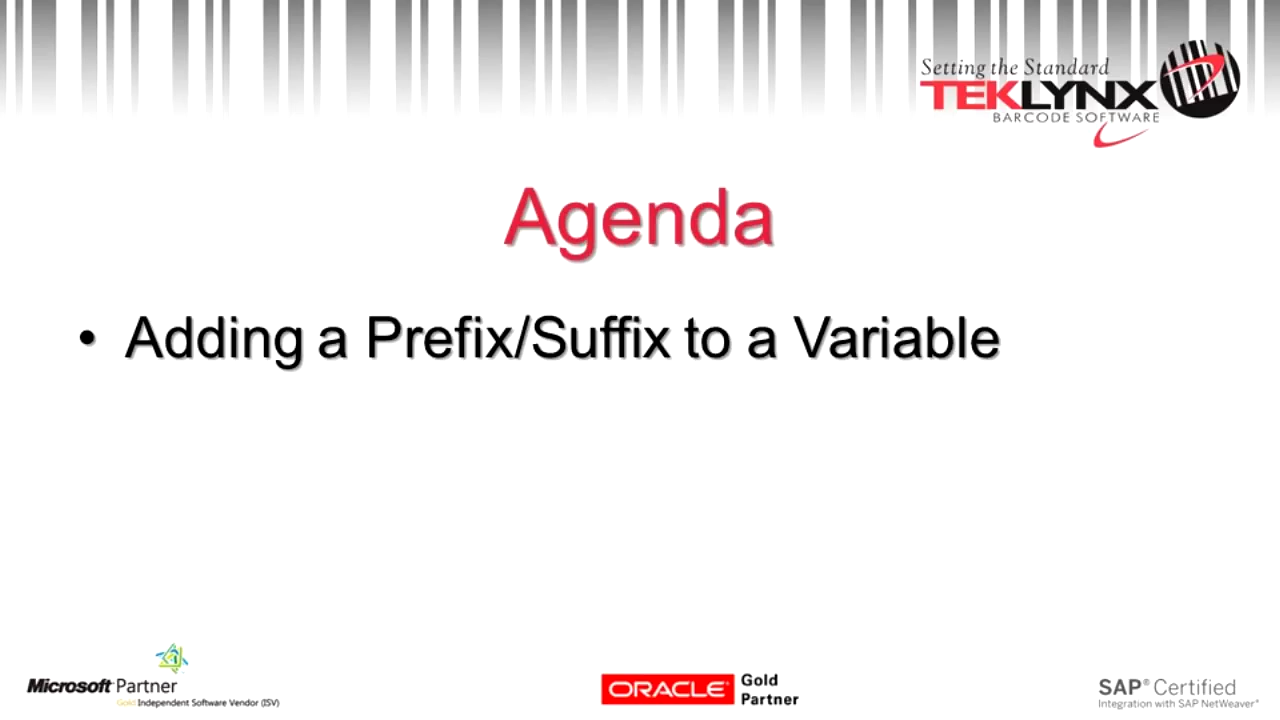 Setting the Standard
TEKLYNX
BARCODE SOFTWARE
Agenda
• Adding a Prefix/Suffix to a Variable
Microsoft Partner
Gold Independent Software Vendor (ISV)
ORACLE Gold
Partner
SAP® Certified
Integration with SAP NetWeaver®